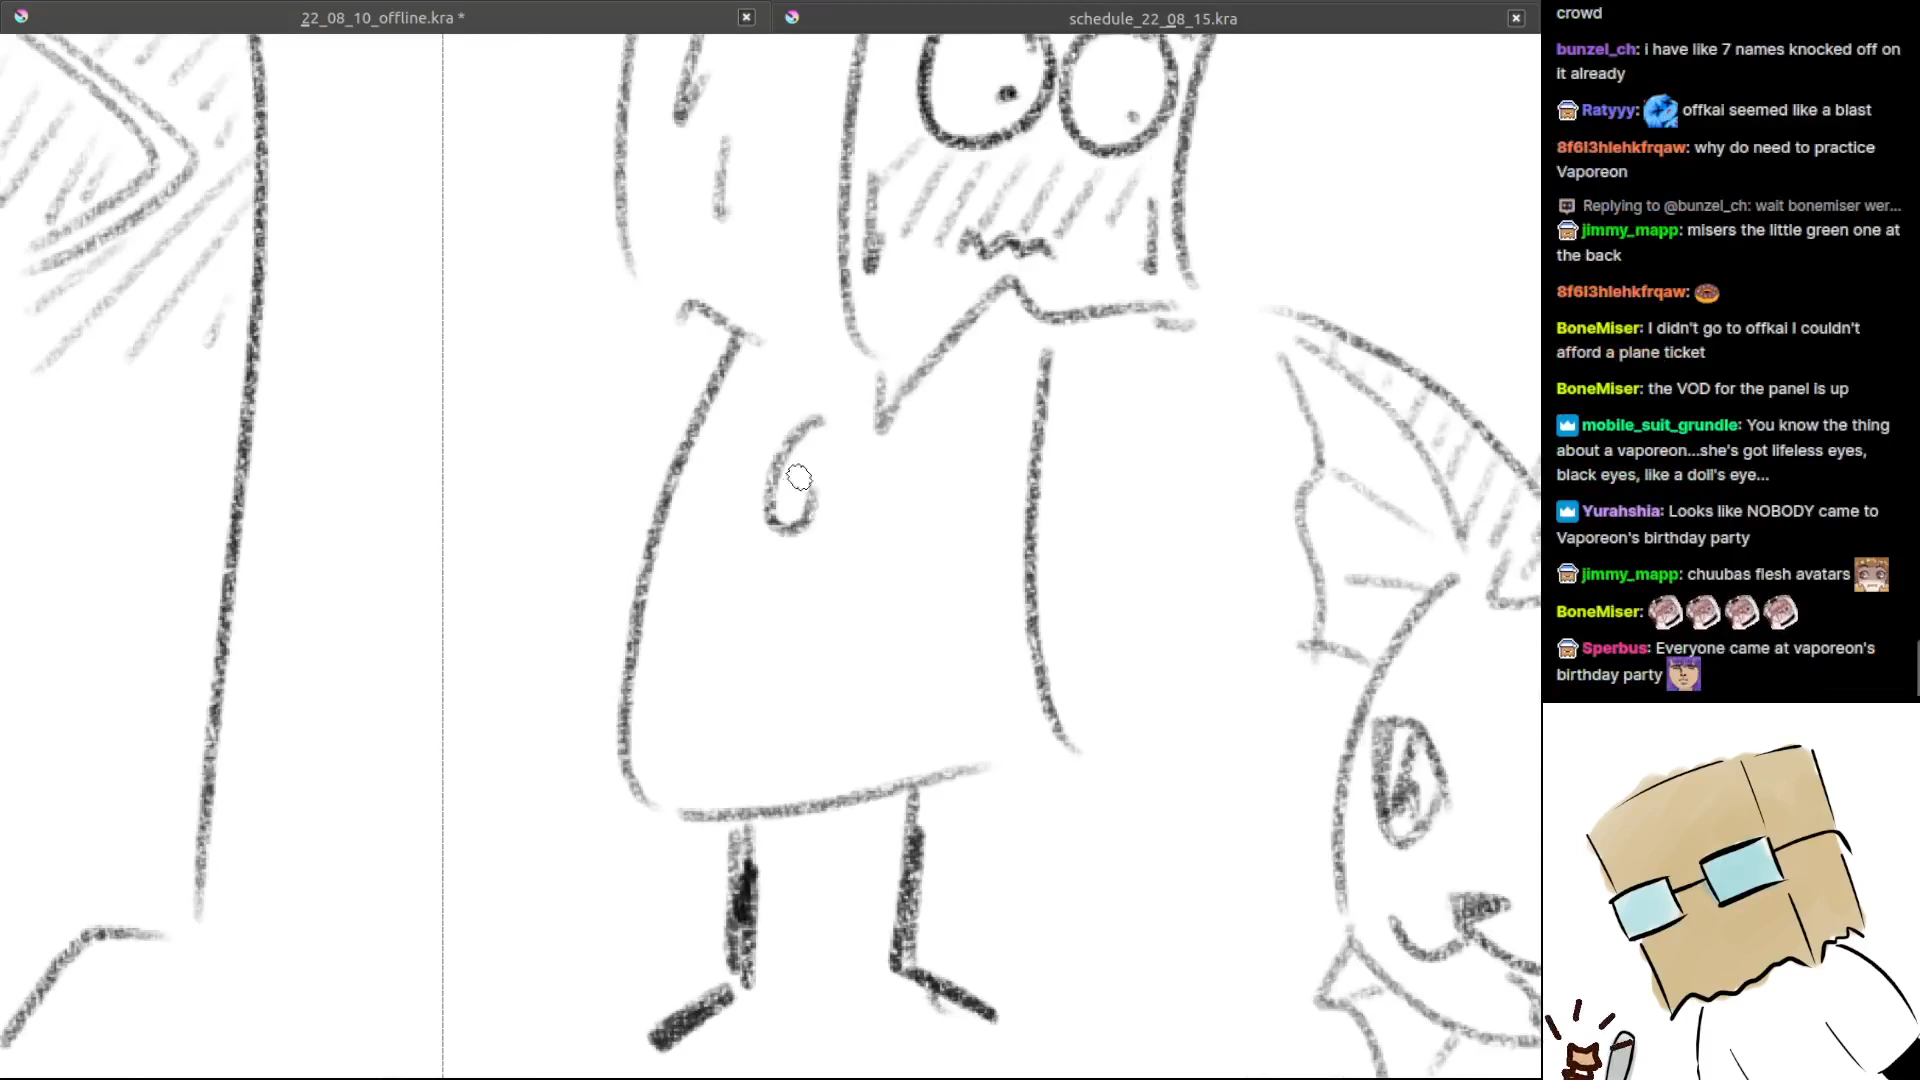 22_08_10_offline.kra *
schedule_22_08_15.kra
crowd
bunzel_ch: i have like 7 names knocked off on
it already
Ratyyy: offkai seemed like a blast
8f6l3hlehkfrqaw: why do need to practice
Vaporeon
Replying to @bunzel_ch: wait bonemiser wer...
jimmy_mapp: misers the little green one at
the back
8f6l3hlehkfrqaw:
BoneMiser: I didn't go to offkai I couldn't
afford a plane ticket
BoneMiser: the VOD for the panel is up
mobile_suit_grundle: You know the thing
about a vaporeon...she's got lifeless eyes,
black eyes, like a doll's eye...
Yurahshia: Looks like NOBODY came to
Vaporeon's birthday party
jimmy_mapp: chuubas flesh avatars
BoneMiser:
Sperbus: Everyone came at vaporeon's
birthday party